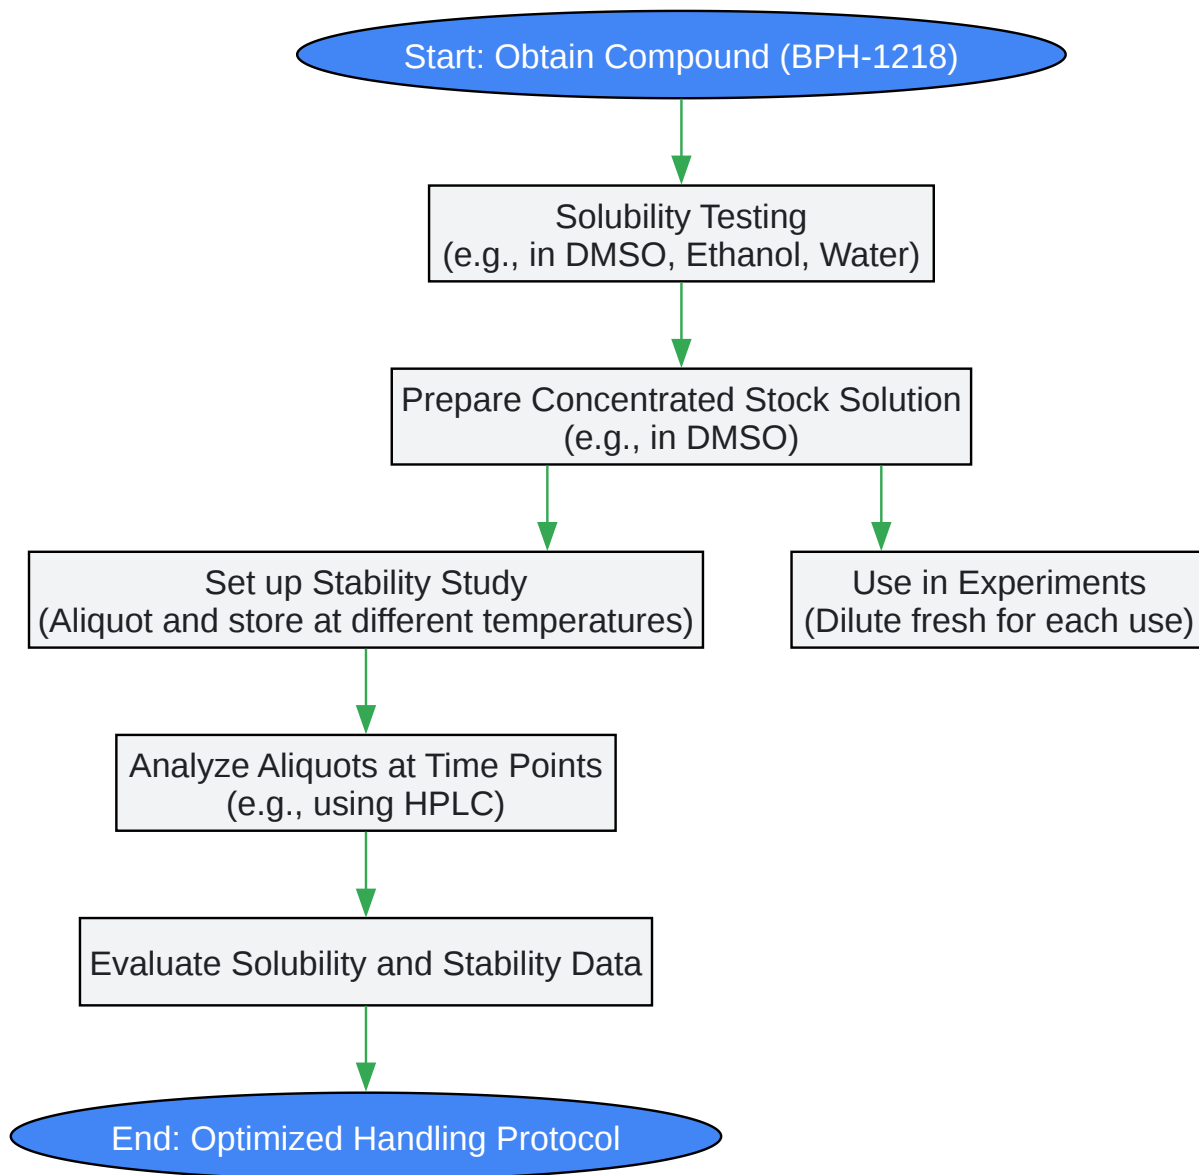 Start: Obtain Compound (BPH-1218)
Solubility Testing
(e.g., in DMSO, Ethanol, Water)
Prepare Concentrated Stock Solution
(e.g., in DMSO)
Set up Stability Study
(Aliquot and store at different temperatures)
Use in Experiments
(Dilute fresh for each use)
Analyze Aliquots at Time Points
(e.g., using HPLC)
Evaluate Solubility and Stability Data
End: Optimized Handling Protocol